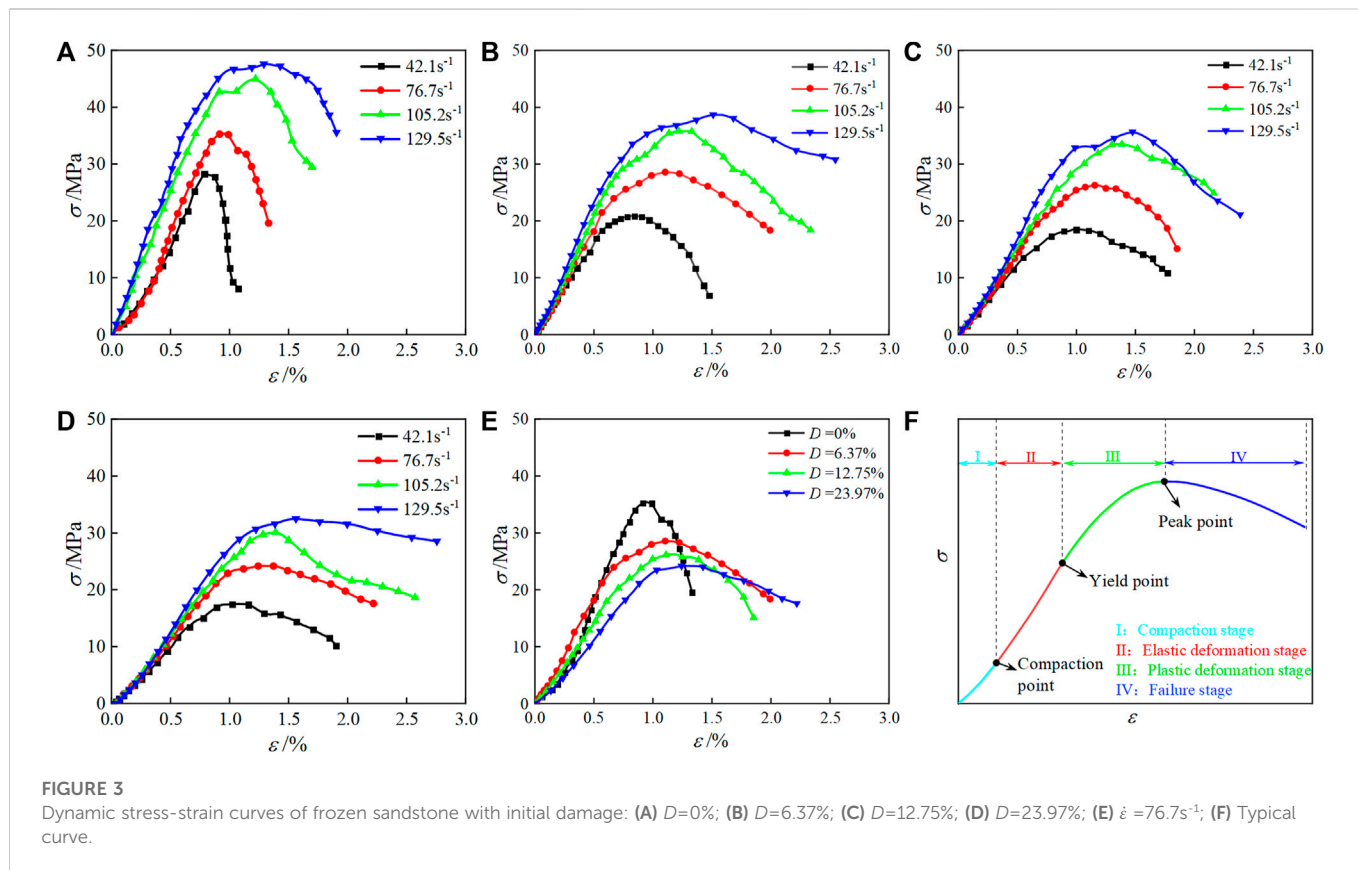 A
50
40
30
20
10
0
σ /MPa
0.0 0.5 1.0 1.5 2.0 2.5 3.0
ε /%
42.1s⁻¹
76.7s⁻¹
105.2s⁻¹
129.5s⁻¹
B
50
40
30
20
10
0
σ /MPa
0.0 0.5 1.0 1.5 2.0 2.5 3.0
ε /%
42.1s⁻¹
76.7s⁻¹
105.2s⁻¹
129.5s⁻¹
C
50
40
30
20
10
0
σ /MPa
0.0 0.5 1.0 1.5 2.0 2.5 3.0
ε /%
42.1s⁻¹
76.7s⁻¹
105.2s⁻¹
129.5s⁻¹
D
50
40
30
20
10
0
σ /MPa
0.0 0.5 1.0 1.5 2.0 2.5 3.0
ε /%
42.1s⁻¹
76.7s⁻¹
105.2s⁻¹
129.5s⁻¹
E
50
40
30
20
10
0
σ /MPa
0.0 0.5 1.0 1.5 2.0 2.5 3.0
ε /%
D =0%
D =6.37%
D =12.75%
D =23.97%
F
I II III IV
Peak point
Yield point
Compaction
point
I: Compaction stage
II: Elastic deformation stage
III: Plastic deformation stage
IV: Failure stage
σ
ε
FIGURE 3
Dynamic stress-strain curves of frozen sandstone with initial damage: (A) D=0%; (B) D=6.37%; (C) D=12.75%; (D) D=23.97%; (E) ε̇ =76.7s⁻¹; (F) Typical
curve.